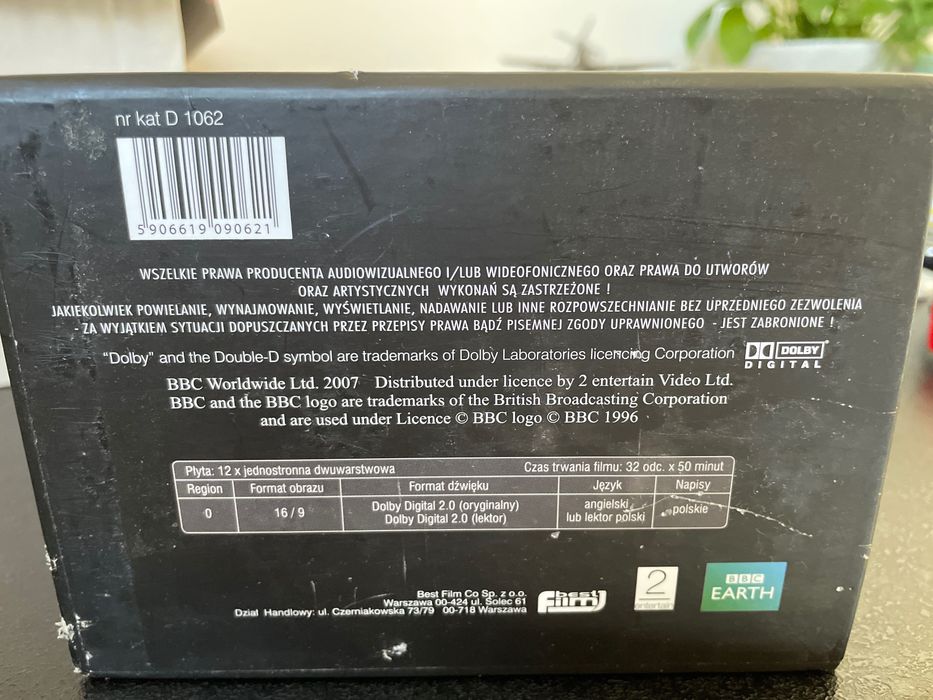 nr kat D 1062
5 906619 090621
WSZELKIE PRAWA PRODUCENTA AUDIOWIZUALNEGO I/LUB WIDEOFONICZNEGO ORAZ PRAWA DO UTWORÓW
ORAZ ARTYSTYCZNYCH WYKONAŃ SĄ ZASTRZEŻONE !
JAKIEKOLWIEK POWIELANIE, WYNAJMOWANIE, WYŚWIETLANIE, NADAWANIE LUB INNE ROZPOWSZECHNIANIE BEZ UPRZEDNIEGO ZEZWOLENIA
- ZA WYJĄTKIEM SYTUACJI DOPUSZCZANYCH PRZEZ PRZEPISY PRAWA BĄDŹ PISEMNEJ ZGODY UPRAWNIONEGO - JEST ZABRONIONE !
"Dolby" and the Double-D symbol are trademarks of Dolby Laboratories licencing Corporation
DOLBY
DIGITAL
BBC Worldwide Ltd. 2007 Distributed under licence by 2 entertain Video Ltd.
BBC and the BBC logo are trademarks of the British Broadcasting Corporation
and are used under Licence © BBC logo © BBC 1996
Płyta: 12 x jednostronna dwuwarstwowa Czas trwania filmu: 32 odc. x 50 minut
Region Format obrazu Format dźwięku Język Napisy
0 16 / 9 Dolby Digital 2.0 (oryginalny) angielski polskie
Dolby Digital 2.0 (lektor) lub lektor polski
Best Film Co Sp. z o.o.
Warszawa 00-424 ul. Solec 61
Dział Handlowy: ul. Czerniakowska 73/79 00-718 Warszawa
best
film
2
entertain
BBC
EARTH